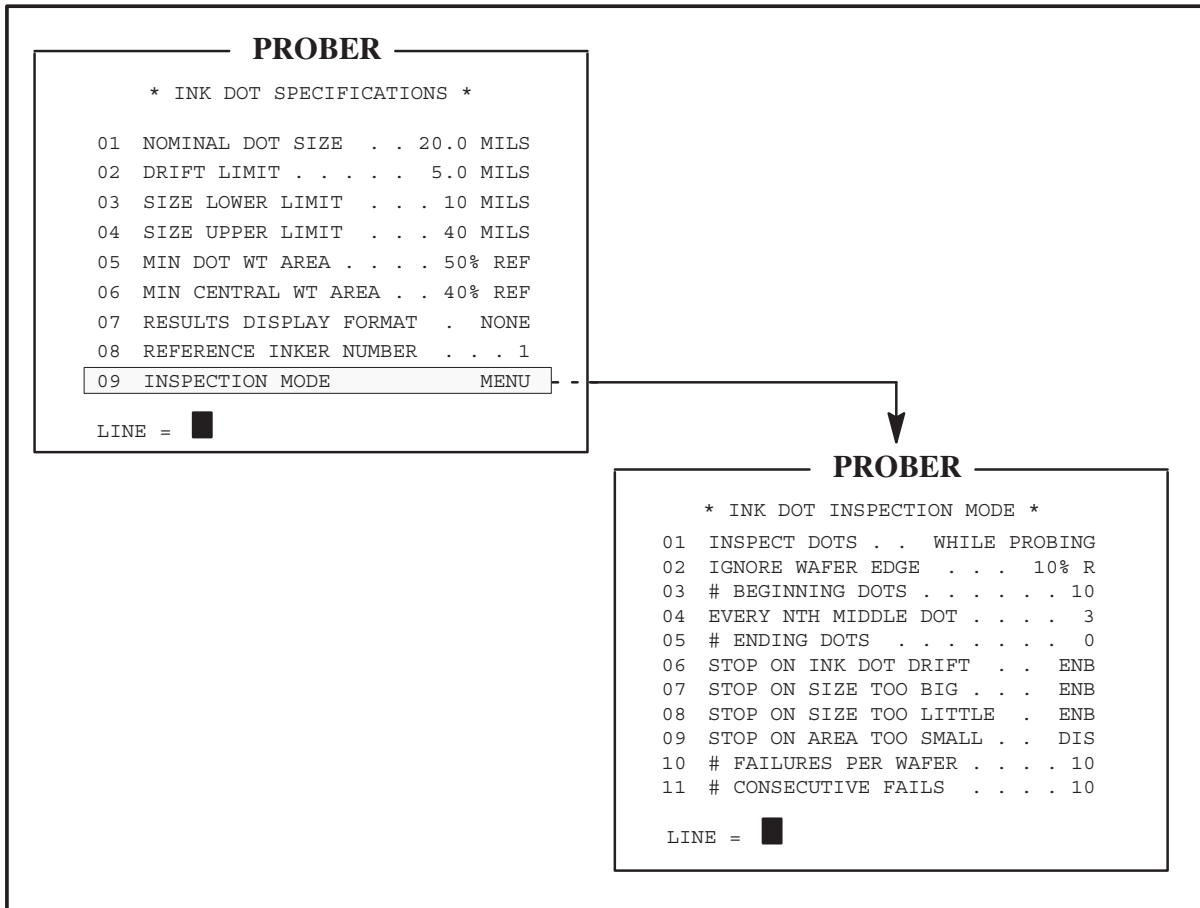 PROBER
* INK DOT SPECIFICATIONS *
01 NOMINAL DOT SIZE . . 20.0 MILS
02 DRIFT LIMIT . . . . . 5.0 MILS
03 SIZE LOWER LIMIT . . . 10 MILS
04 SIZE UPPER LIMIT . . . 40 MILS
05 MIN DOT WT AREA . . . . 50% REF
06 MIN CENTRAL WT AREA . . 40% REF
07 RESULTS DISPLAY FORMAT . NONE
08 REFERENCE INKER NUMBER . . . 1
09 INSPECTION MODE MENU
LINE =
PROBER
* INK DOT INSPECTION MODE *
01 INSPECT DOTS . . WHILE PROBING
02 IGNORE WAFER EDGE . . . 10% R
03 # BEGINNING DOTS . . . . . . 10
04 EVERY NTH MIDDLE DOT . . . . 3
05 # ENDING DOTS . . . . . . . 0
06 STOP ON INK DOT DRIFT . . ENB
07 STOP ON SIZE TOO BIG . . . ENB
08 STOP ON SIZE TOO LITTLE . ENB
09 STOP ON AREA TOO SMALL . . DIS
10 # FAILURES PER WAFER . . . . 10
11 # CONSECUTIVE FAILS . . . . 10
LINE =